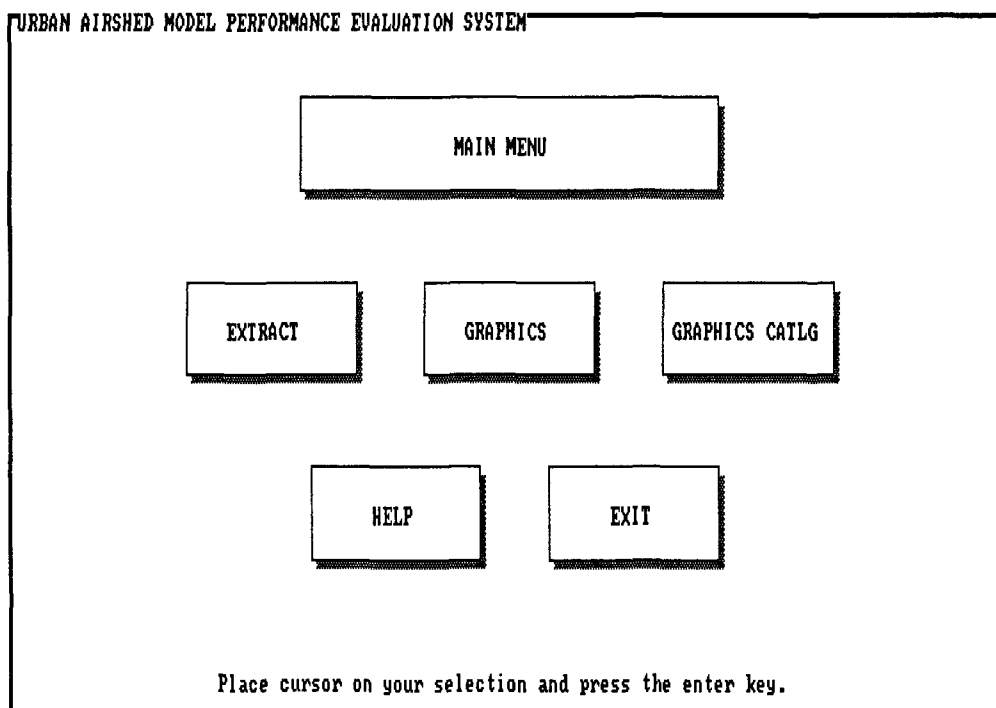 URBAN AIRSHED MODEL PERFORMANCE EVALUATION SYSTEM
MAIN MENU
EXTRACT GRAPHICS GRAPHICS CATLG
HELP EXIT
Place cursor on your selection and press the enter key.